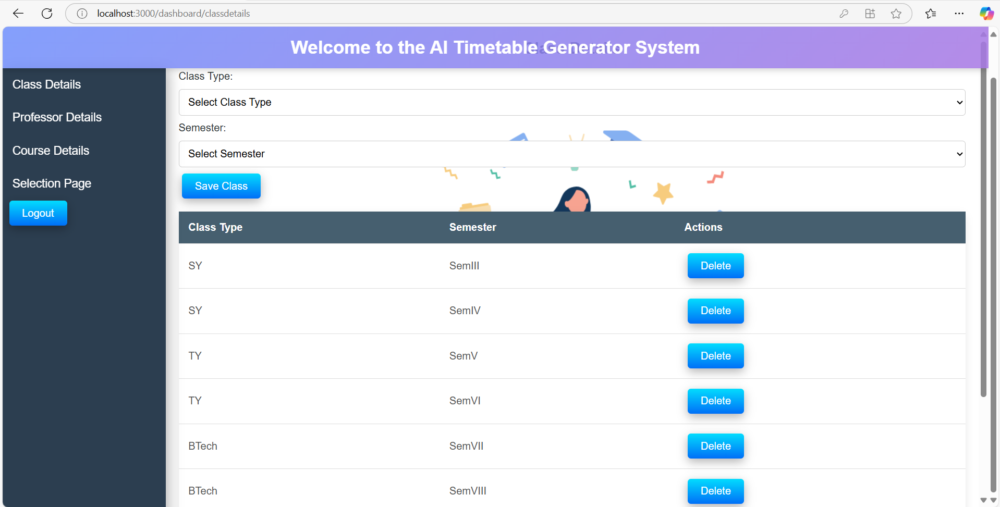 localhost:3000/dashboard/classdetails
Welcome to the AI Timetable Generator System
Class Details
Professor Details
Course Details
Selection Page
Logout
Class Type:
Select Class Type
Semester:
Select Semester
Save Class
Class Type Semester Actions
SY SemIII Delete
SY SemIV Delete
TY SemV Delete
TY SemVI Delete
BTech SemVII Delete
BTech SemVIII Delete